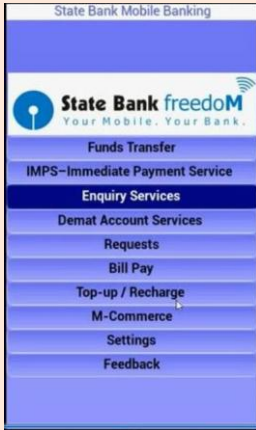 State Bank Mobile Banking
State Bank freedoM
Your Mobile. Your Bank.
Funds Transfer
IMPS-Immediate Payment Service
Enquiry Services
Demat Account Services
Requests
Bill Pay
Top-up / Recharge
M-Commerce
Settings
Feedback